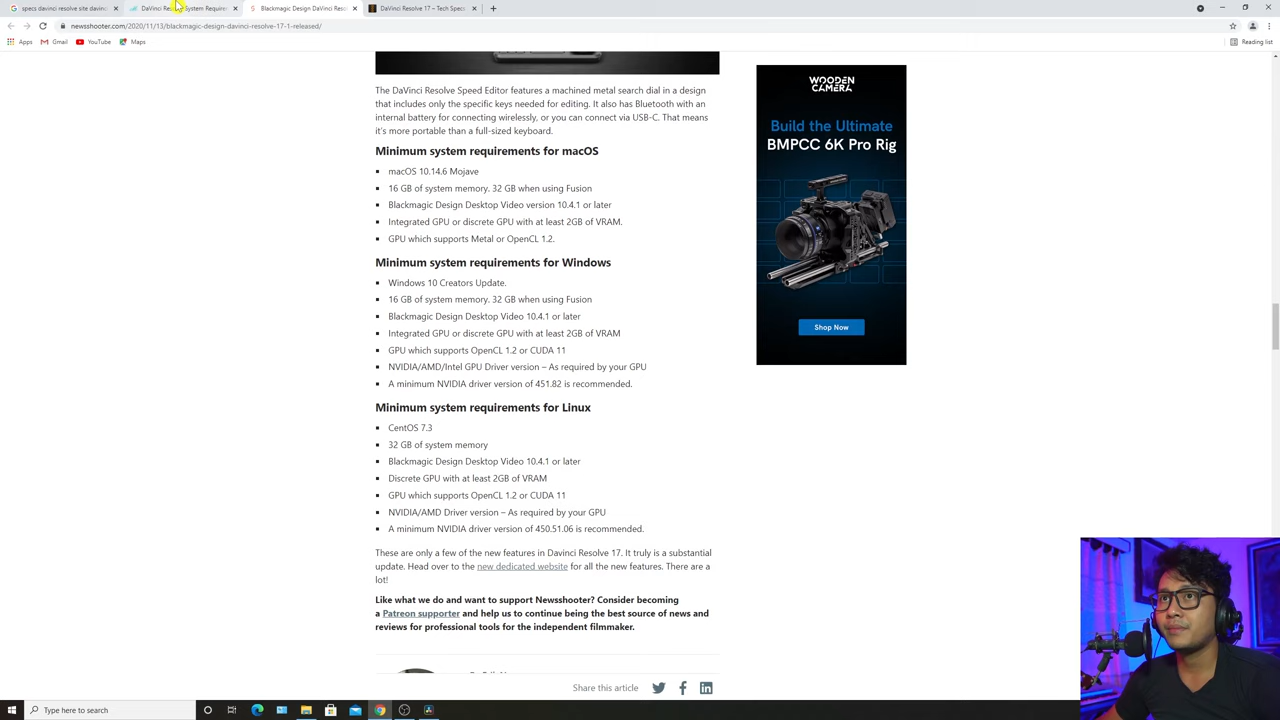 specs davinci resolve site davinci
DaVinci Resolve System Require
Blackmagic Design DaVinci Reso
DaVinci Resolve 17 – Tech Specs
newsshooter.com/2020/11/13/blackmagic-design-davinci-resolve-17-1-released/
Apps
Gmail
YouTube
Maps
Reading list
The DaVinci Resolve Speed Editor features a machined metal search dial in a design
that includes only the specific keys needed for editing. It also has Bluetooth with an
internal battery for connecting wirelessly, or you can connect via USB-C. That means
it's more portable than a full-sized keyboard.
Minimum system requirements for macOS
macOS 10.14.6 Mojave
16 GB of system memory. 32 GB when using Fusion
Blackmagic Design Desktop Video version 10.4.1 or later
Integrated GPU or discrete GPU with at least 2GB of VRAM.
GPU which supports Metal or OpenCL 1.2.
Minimum system requirements for Windows
Windows 10 Creators Update.
16 GB of system memory. 32 GB when using Fusion
Blackmagic Design Desktop Video 10.4.1 or later
Integrated GPU or discrete GPU with at least 2GB of VRAM
GPU which supports OpenCL 1.2 or CUDA 11
NVIDIA/AMD/Intel GPU Driver version – As required by your GPU
A minimum NVIDIA driver version of 451.82 is recommended.
Minimum system requirements for Linux
CentOS 7.3
32 GB of system memory
Blackmagic Design Desktop Video 10.4.1 or later
Discrete GPU with at least 2GB of VRAM
GPU which supports OpenCL 1.2 or CUDA 11
NVIDIA/AMD Driver version – As required by your GPU
A minimum NVIDIA driver version of 450.51.06 is recommended.
These are only a few of the new features in Davinci Resolve 17. It truly is a substantial
update. Head over to the new dedicated website for all the new features. There are a
lot!
Like what we do and want to support Newsshooter? Consider becoming
a Patreon supporter and help us to continue being the best source of news and
reviews for professional tools for the independent filmmaker.
Share this article
WOODEN
CAMERA
Build the Ultimate
BMPCC 6K Pro Rig
Shop Now
Type here to search